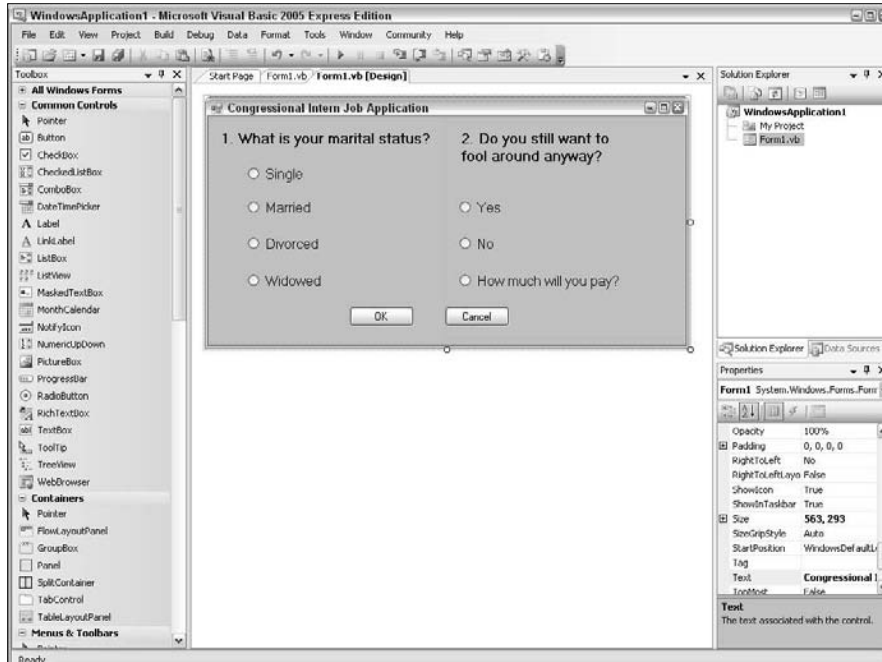 WindowsApplication1 - Microsoft Visual Basic 2005 Express Edition
File Edit View Project Build Debug Data Format Tools Window Community Help
Toolbox
All Windows Forms
Common Controls
Pointer
Button
CheckBox
CheckedListBox
ComboBox
DateTimePicker
Label
LinkLabel
ListBox
ListView
MaskedTextBox
MonthCalendar
NotifyIcon
NumericUpDown
PictureBox
ProgressBar
RadioButton
RichTextBox
TextBox
ToolTip
TreeView
WebBrowser
Containers
Pointer
FlowLayoutPanel
GroupBox
Panel
SplitContainer
TabControl
TableLayoutPanel
Menus & Toolbars
Pointer
Start Page Form1.vb Form1.vb [Design]
Congressional Intern Job Application
1. What is your marital status?
Single
Married
Divorced
Widowed
2. Do you still want to
fool around anyway?
Yes
No
How much will you pay?
OK Cancel
Solution Explorer
WindowsApplication1
My Project
Form1.vb
Solution Explorer Data Sources
Properties
Form1 System.Windows.Forms.Form
Opacity 100%
Padding 0, 0, 0, 0
RightToLeft No
RightToLeftLayo False
ShowIcon True
ShowInTaskbar True
Size 563, 293
SizeGripStyle Auto
StartPosition WindowsDefaultL
Tag
Text Congressional I
TopMost False
Text
The text associated with the control.
Ready